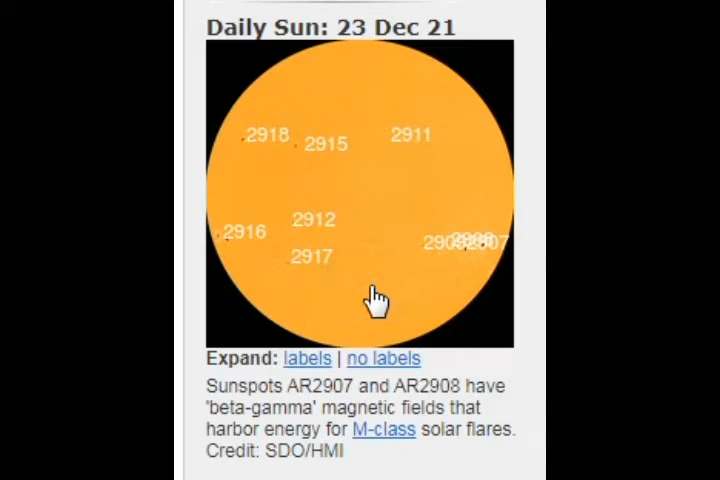 Daily Sun: 23 Dec 21
2918
2915
2911
2912
2916
2917
Expand: labels | no labels
Sunspots AR2907 and AR2908 have
'beta-gamma' magnetic fields that
harbor energy for M-class solar flares.
Credit: SDO/HMI